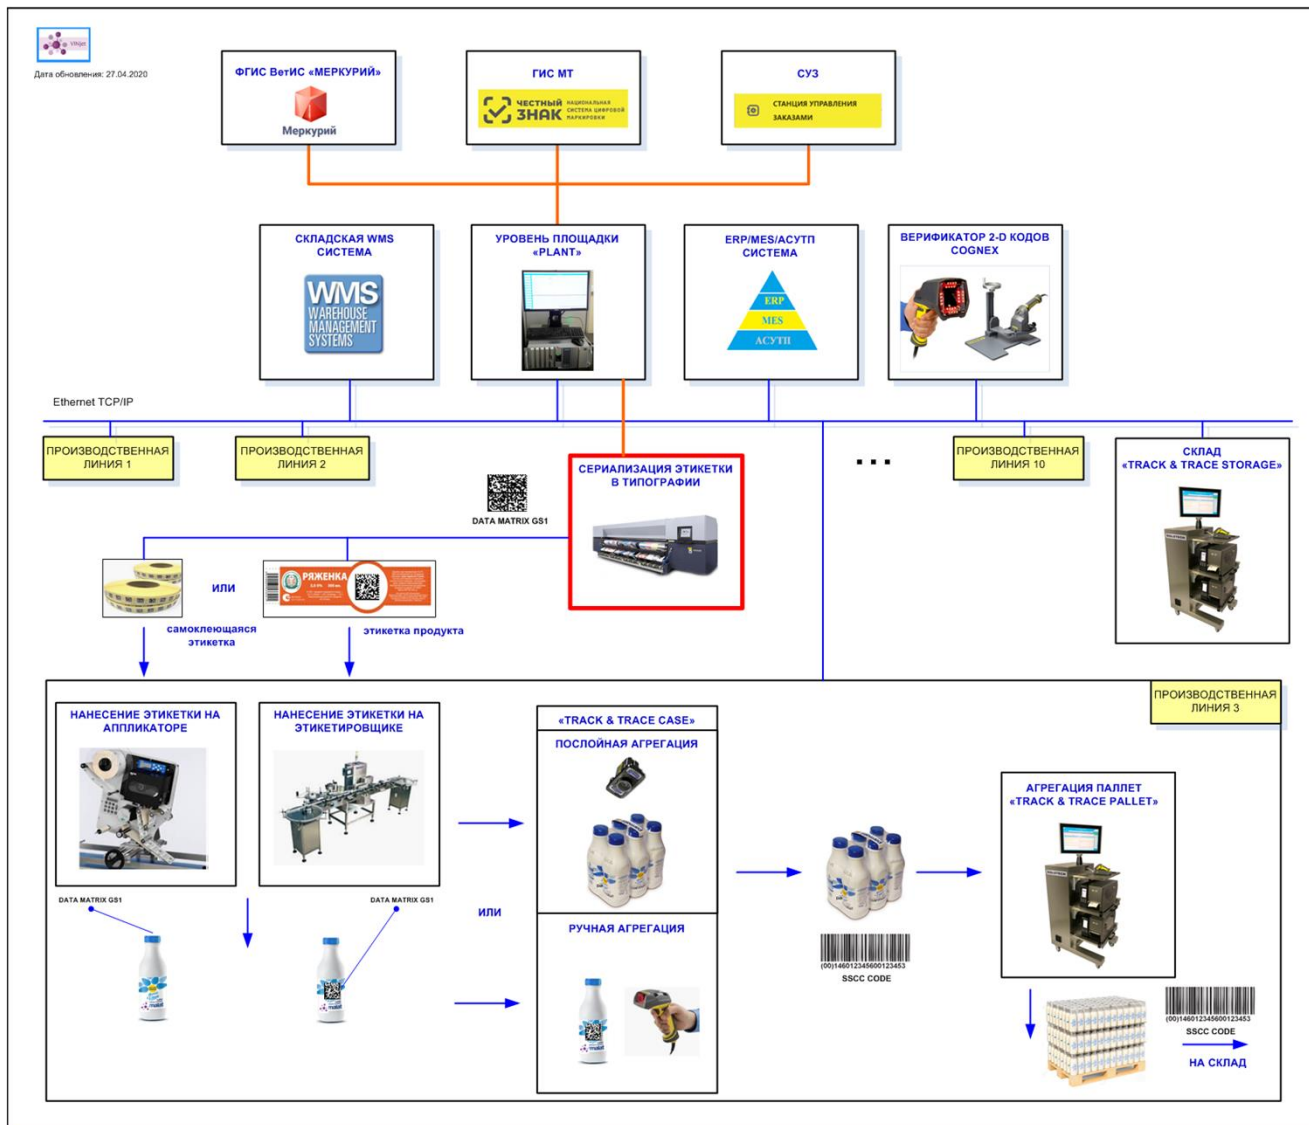 VINjet
Дата обновления: 27.04.2020
ФГИС ВетИС «МЕРКУРИЙ»
Меркурий
ГИС МТ
ЧЕСТНЫЙ
ЗНАК
НАЦИОНАЛЬНАЯ
СИСТЕМА ЦИФРОВОЙ
МАРКИРОВКИ
СУЗ
СТАНЦИЯ УПРАВЛЕНИЯ
ЗАКАЗАМИ
СКЛАДСКАЯ WMS
СИСТЕМА
WMS
WAREHOUSE
MANAGEMENT
SYSTEMS
УРОВЕНЬ ПЛОЩАДКИ
«PLANT»
ERP/MES/АСУТП
СИСТЕМА
ERP
MES
АСУТП
ВЕРИФИКАТОР 2-D КОДОВ
COGNEX
Ethernet TCP/IP
ПРОИЗВОДСТВЕННАЯ
ЛИНИЯ 1
ПРОИЗВОДСТВЕННАЯ
ЛИНИЯ 2
...
ПРОИЗВОДСТВЕННАЯ
ЛИНИЯ 10
СКЛАД
«TRACK & TRACE STORAGE»
СЕРИАЛИЗАЦИЯ ЭТИКЕТКИ
В ТИПОГРАФИИ
DATA MATRIX GS1
ИЛИ
РЯЖЕНКА
самоклеющаяся
этикетка
этикетка продукта
ПРОИЗВОДСТВЕННАЯ
ЛИНИЯ 3
НАНЕСЕНИЕ ЭТИКЕТКИ НА
АППЛИКАТОРЕ
НАНЕСЕНИЕ ЭТИКЕТКИ НА
ЭТИКЕТИРОВЩИКЕ
«TRACK & TRACE CASE»
ПОСЛОЙНАЯ АГРЕГАЦИЯ
АГРЕГАЦИЯ ПАЛЛЕТ
«TRACK & TRACE PALLET»
DATA MATRIX GS1
DATA MATRIX GS1
ИЛИ
РУЧНАЯ АГРЕГАЦИЯ
(00)146012345600123453
SSCC CODE
(00)146012345600123453
SSCC CODE
НА СКЛАД